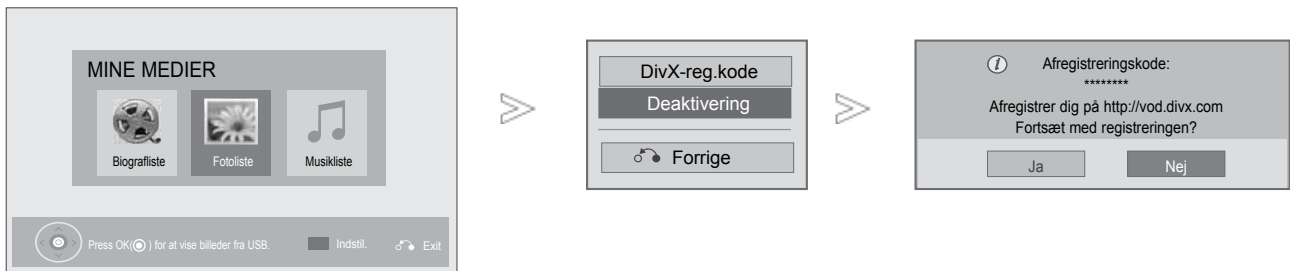 MINE MEDIER
Biografliste
Fotoliste
Musikliste
Press OK(◉) for at vise billeder fra USB.
Indstil.
Exit
DivX-reg.kode
Deaktivering
Forrige
Afregistreringskode:
********
Afregistrer dig på http://vod.divx.com
Fortsæt med registreringen?
Ja
Nej